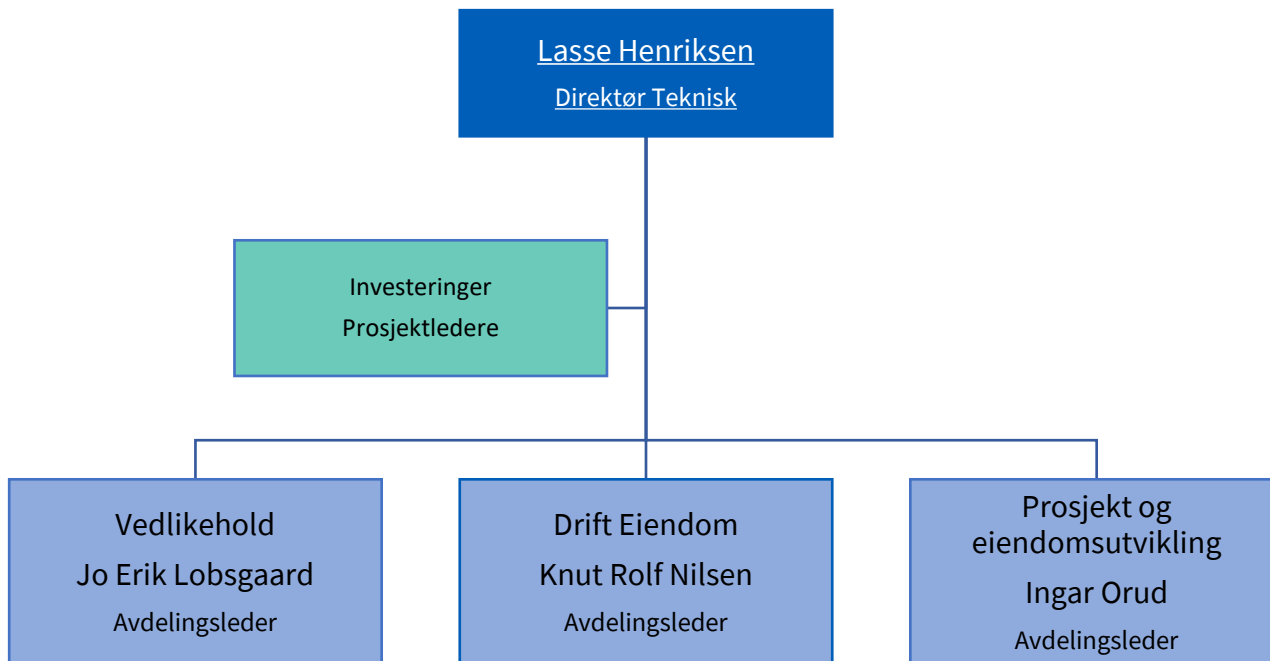 Lasse Henriksen
Direktør Teknisk
Investeringer
Prosjektledere
Vedlikehold
Jo Erik Lobsgaard
Avdelingsleder
Drift Eiendom
Knut Rolf Nilsen
Avdelingsleder
Prosjekt og
eiendomsutvikling
Ingar Orud
Avdelingsleder